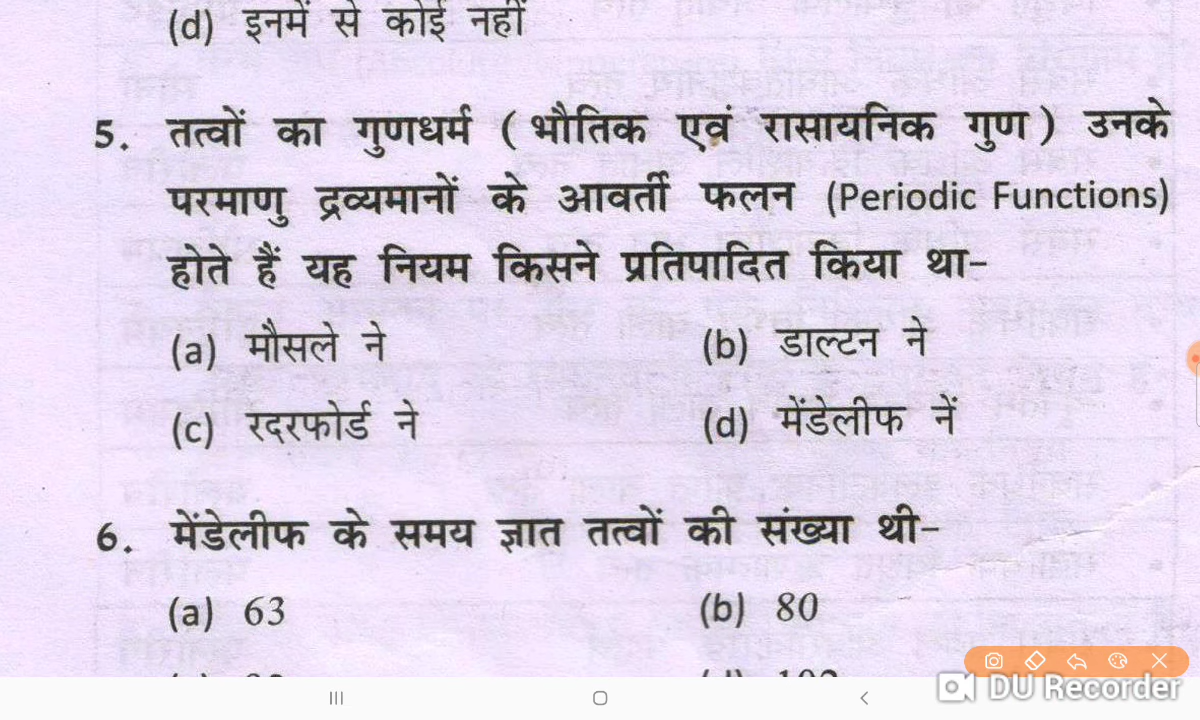 (d) इनमें से कोई नहीं
5. तत्वों का गुणधर्म ( भौतिक एवं रासायनिक गुण ) उनके
परमाणु द्रव्यमानों के आवर्ती फलन (Periodic Functions)
होते हैं यह नियम किसने प्रतिपादित किया था-
(a) मौसले ने (b) डाल्टन ने
(c) रदरफोर्ड ने (d) मेंडेलीफ नें
6. मेंडेलीफ के समय ज्ञात तत्वों की संख्या थी-
(a) 63 (b) 80
DU Recorder